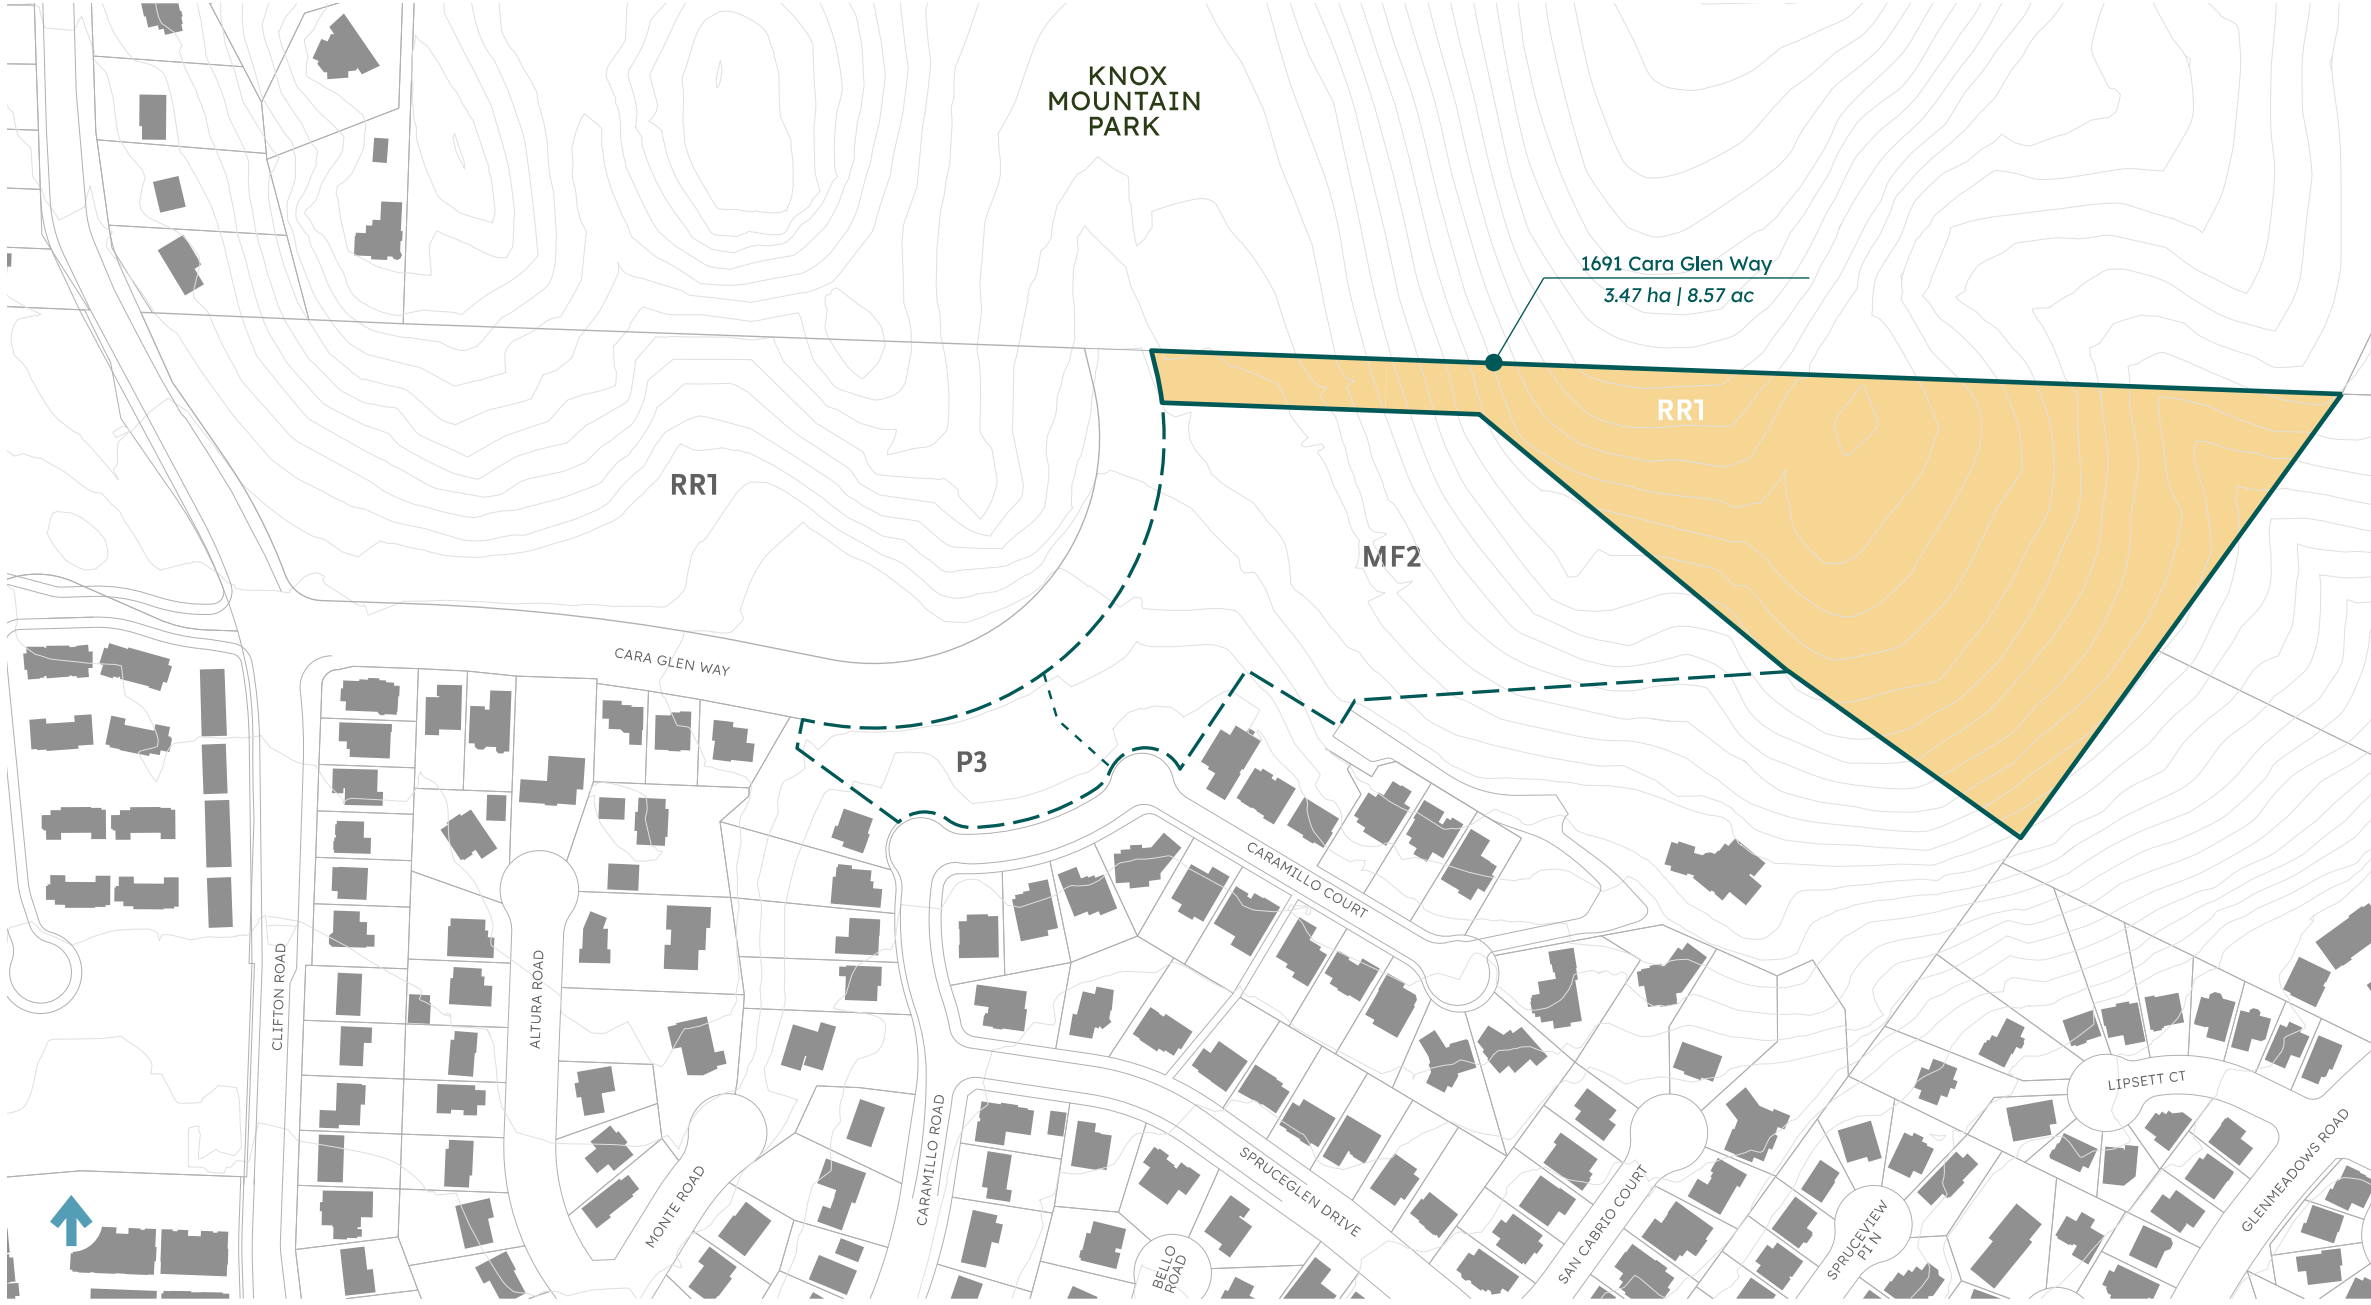 KNOX
MOUNTAIN
PARK
1691 Cara Glen Way
3.47 ha | 8.57 ac
RR1
RR1
MF2
CARA GLEN WAY
P3
CARAMILLO COURT
CLIFTON ROAD
ALTURA ROAD
LIPSETT CT
CARAMILLO ROAD
MONTE ROAD
SPRUCEGLEN DRIVE
SAN CABRIO COURT
GLENMEADOWS ROAD
SPRUCEVIEW
PI N
BELLO
ROAD